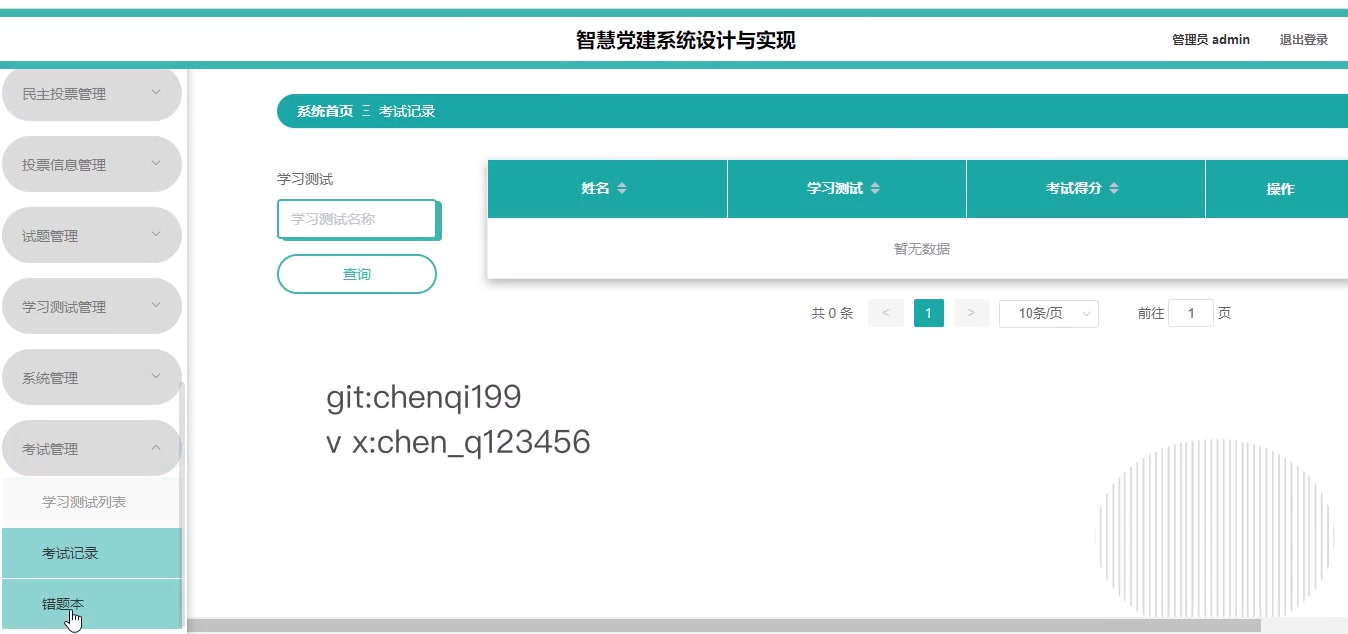 智慧党建系统设计与实现
管理员 admin
退出登录
民主投票管理
投票信息管理
试题管理
学习测试管理
系统管理
考试管理
学习测试列表
考试记录
错题本
系统首页 Ξ 考试记录
学习测试
学习测试名称
查询
姓名 学习测试 考试得分 操作
暂无数据
共 0 条 < 1 > 10条/页 前往 1 页
git:chenqi199
v x:chen_q123456